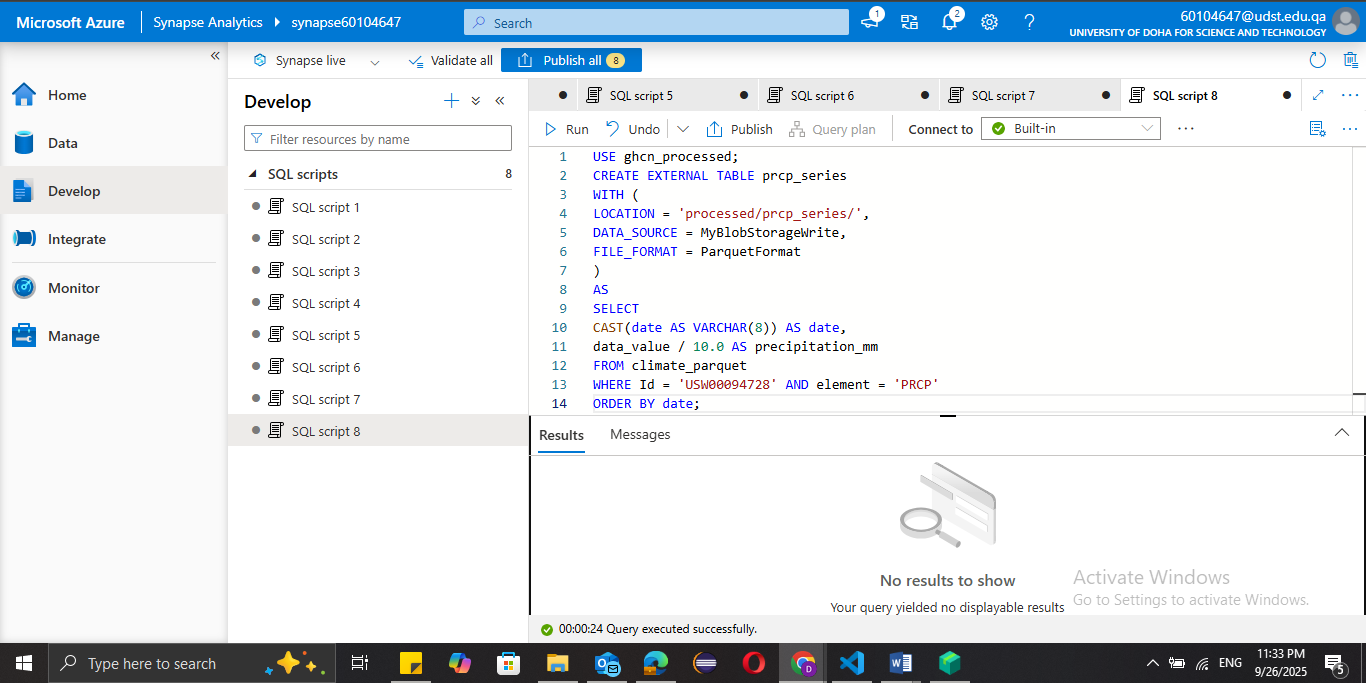 Microsoft Azure
Synapse Analytics
synapse60104647
Search
1
2
60104647@udst.edu.qa
UNIVERSITY OF DOHA FOR SCIENCE AND TECHNOLOGY
Home
Data
Develop
Integrate
Monitor
Manage
Synapse live
Validate all
Publish all
8
Develop
Filter resources by name
SQL scripts
8
SQL script 1
SQL script 2
SQL script 3
SQL script 4
SQL script 5
SQL script 6
SQL script 7
SQL script 8
SQL script 5
SQL script 6
SQL script 7
SQL script 8
Run
Undo
Publish
Query plan
Connect to
Built-in
1 USE ghcn_processed;
2 CREATE EXTERNAL TABLE prcp_series
3 WITH (
4 LOCATION = 'processed/prcp_series/',
5 DATA_SOURCE = MyBlobStorageWrite,
6 FILE_FORMAT = ParquetFormat
7 )
8 AS
9 SELECT
10 CAST(date AS VARCHAR(8)) AS date,
11 data_value / 10.0 AS precipitation_mm
12 FROM climate_parquet
13 WHERE Id = 'USW00094728' AND element = 'PRCP'
14 ORDER BY date;
Results
Messages
No results to show
Your query yielded no displayable results
Activate Windows
Go to Settings to activate Windows.
00:00:24 Query executed successfully.
Type here to search
ENG
11:33 PM
9/26/2025
5